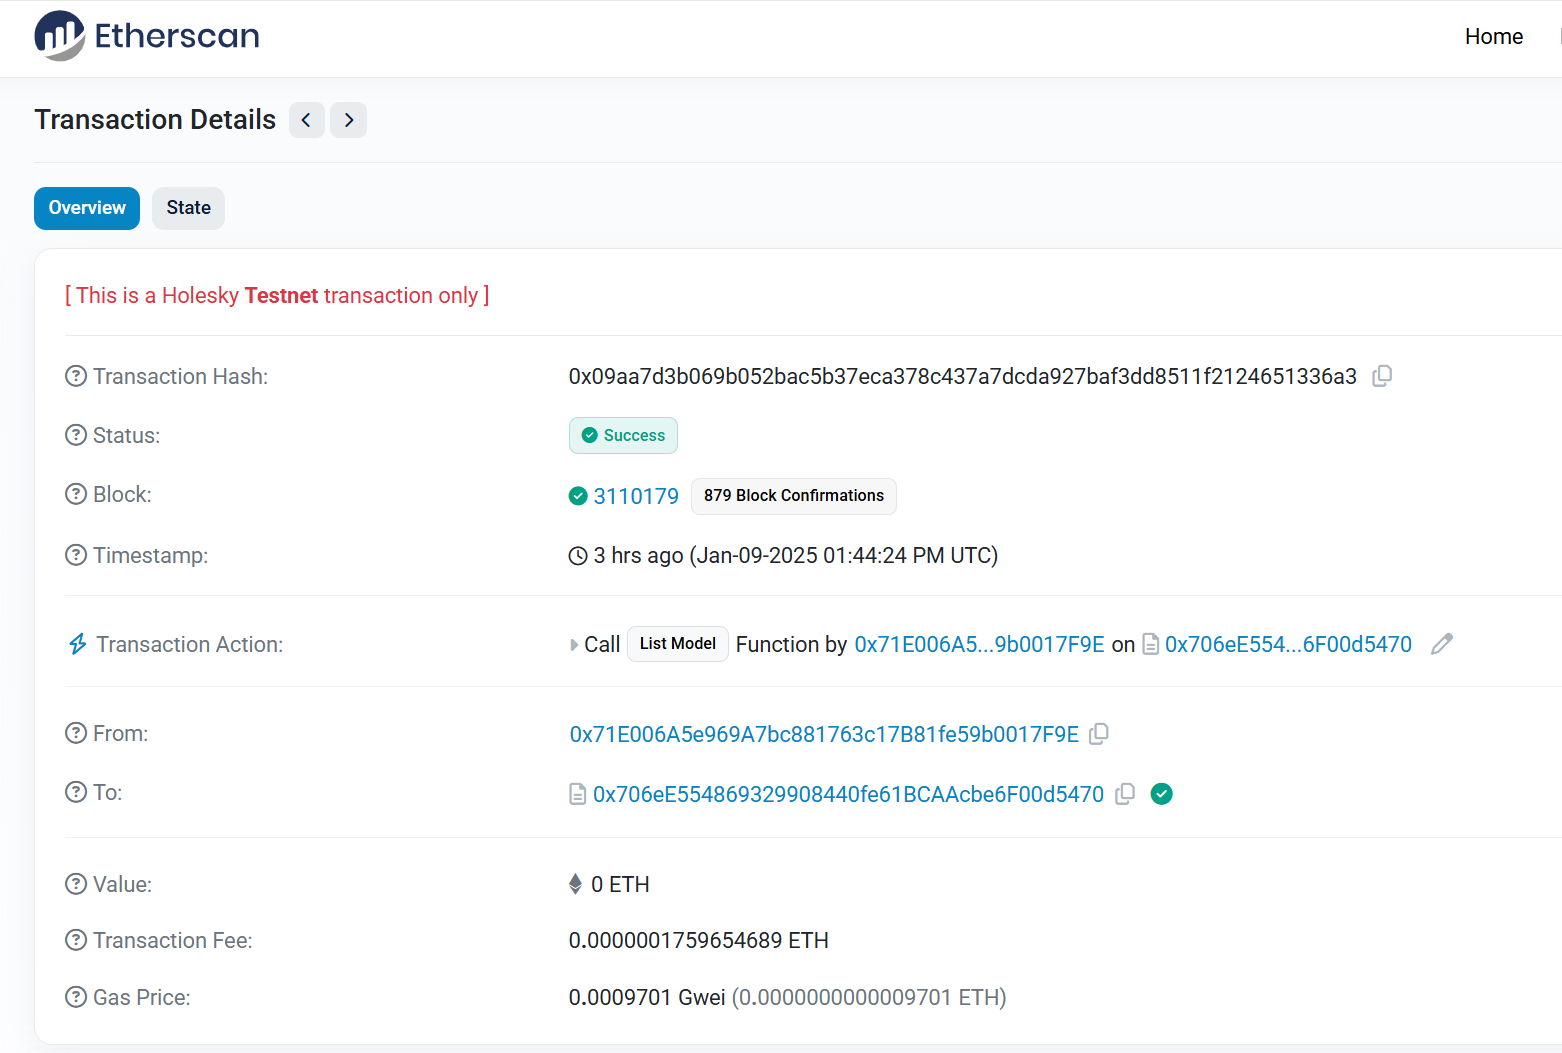 Etherscan
Home
Transaction Details
Overview State
[ This is a Holesky Testnet transaction only ]
Transaction Hash: 0x09aa7d3b069b052bac5b37eca378c437a7dcda927baf3dd8511f2124651336a3
Status: Success
Block: 3110179 879 Block Confirmations
Timestamp: 3 hrs ago (Jan-09-2025 01:44:24 PM UTC)
Transaction Action: Call List Model Function by 0x71E006A5...9b0017F9E on 0x706eE554...6F00d5470
From: 0x71E006A5e969A7bc881763c17B81fe59b0017F9E
To: 0x706eE554869329908440fe61BCAAcbe6F00d5470
Value: 0 ETH
Transaction Fee: 0.0000001759654689 ETH
Gas Price: 0.0009701 Gwei (0.0000000000009701 ETH)